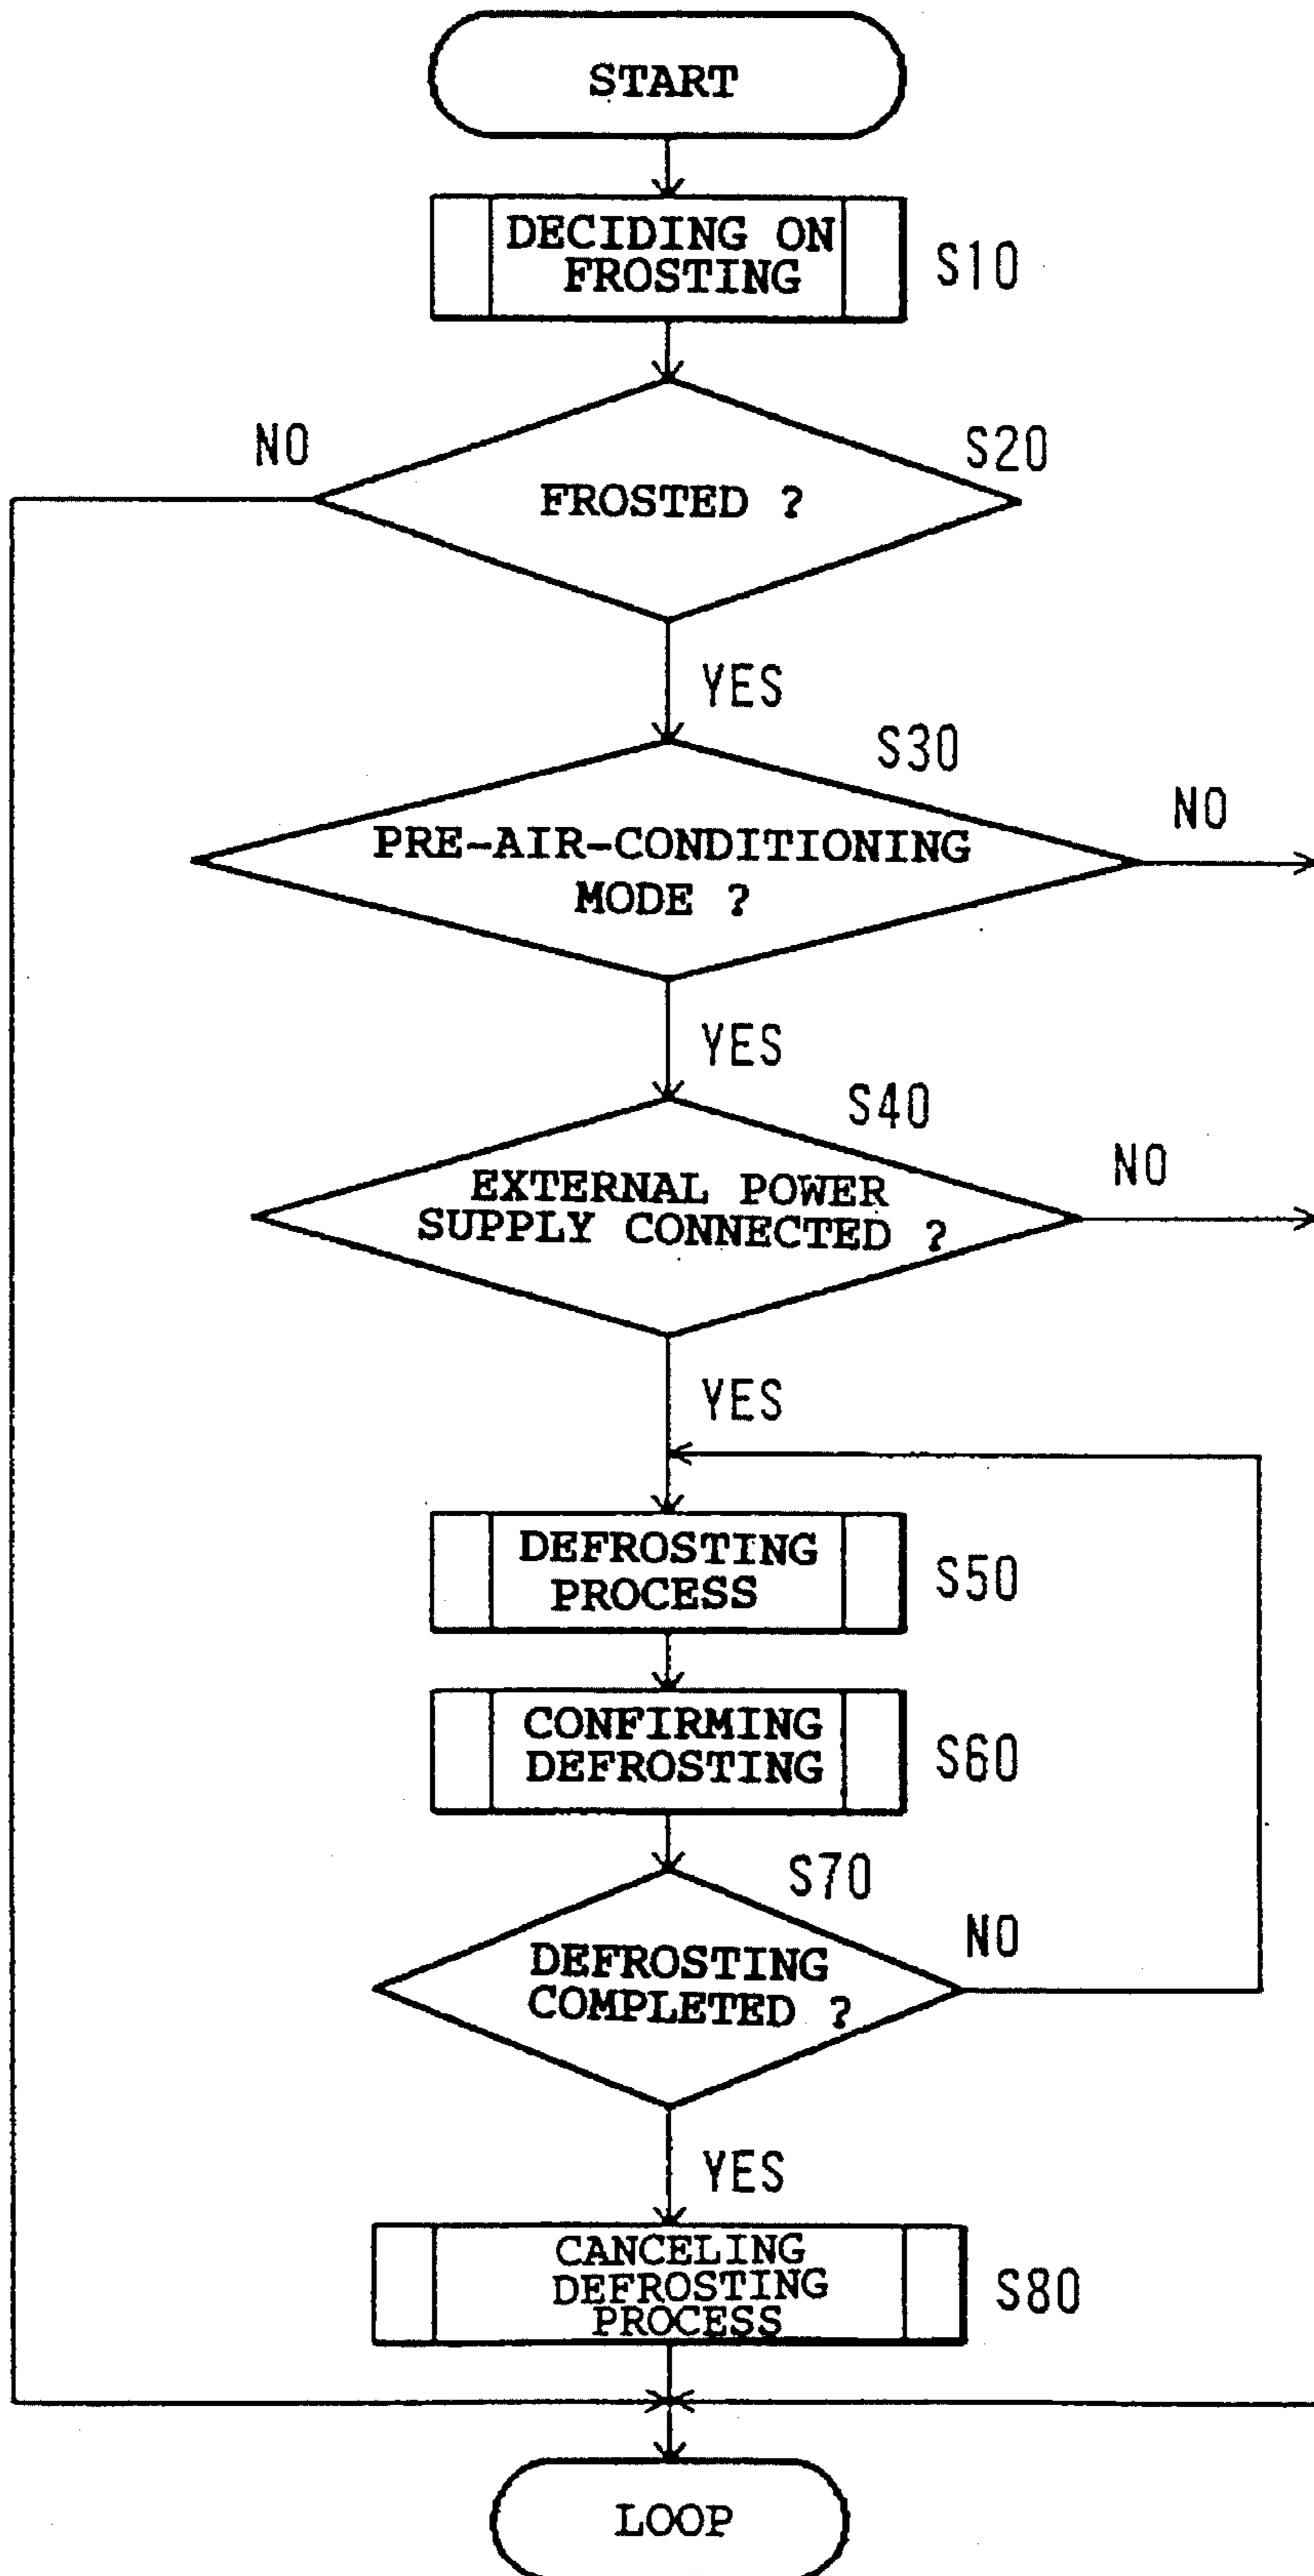 START
DECIDING ON
FROSTING
S10
NO
S20
FROSTED ?
YES
S30
NO
PRE-AIR-CONDITIONING
MODE ?
YES
S40
NO
EXTERNAL POWER
SUPPLY CONNECTED ?
YES
DEFROSTING
PROCESS
S50
CONFIRMING
DEFROSTING
S60
S70
NO
DEFROSTING
COMPLETED ?
YES
CANCELING
DEFROSTING
PROCESS
S80
LOOP